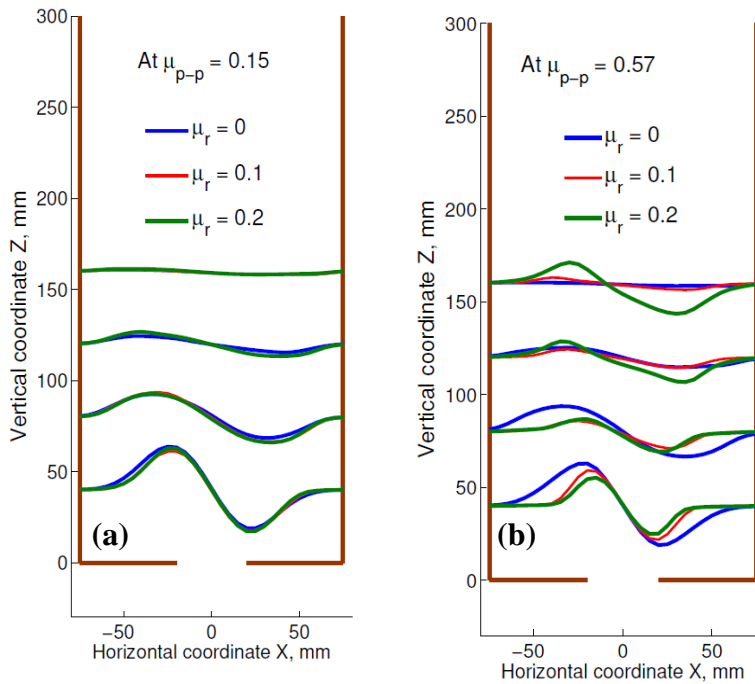 300
250
200
150
100
50
0
Vertical coordinate Z, mm
At μp-p = 0.15
μr = 0
μr = 0.1
μr = 0.2
(a)
−50 0 50
Horizontal coordinate X, mm
300
250
200
150
100
50
0
Vertical coordinate Z, mm
At μp-p = 0.57
μr = 0
μr = 0.1
μr = 0.2
(b)
−50 0 50
Horizontal coordinate X, mm